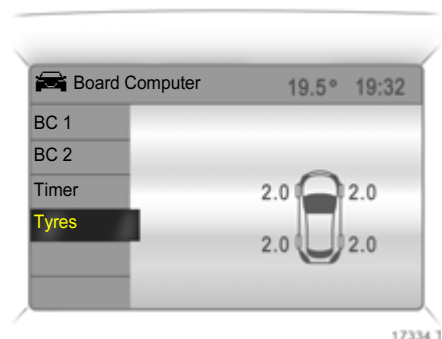 Board Computer 19.5° 19:32
BC 1
BC 2
Timer
Tyres
2.0 2.0
2.0 2.0
17334 T